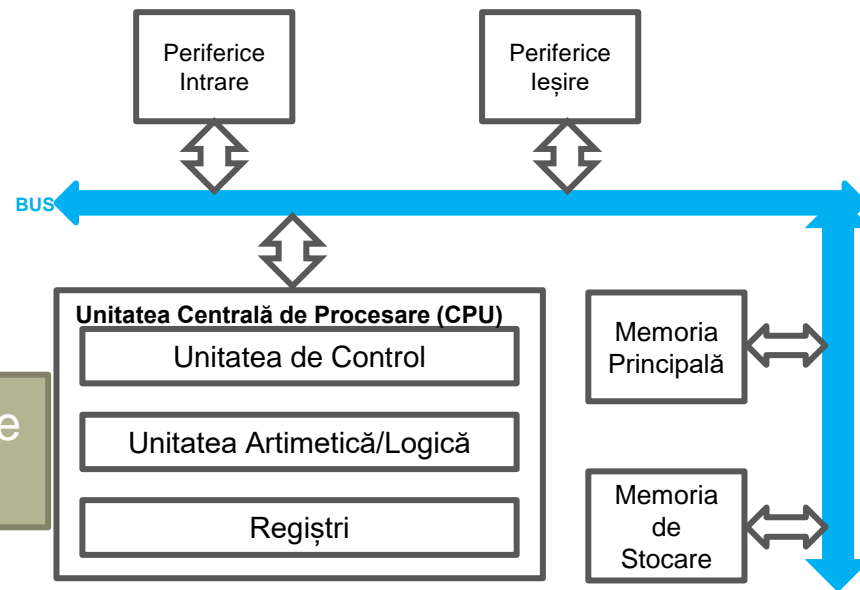 Periferice
Intrare
Periferice
Ieșire
BUS
Unitatea Centrală de Procesare (CPU)
Unitatea de Control
Unitatea Artimetică/Logică
Regiștri
Memoria
Principală
Memoria
de
Stocare
e